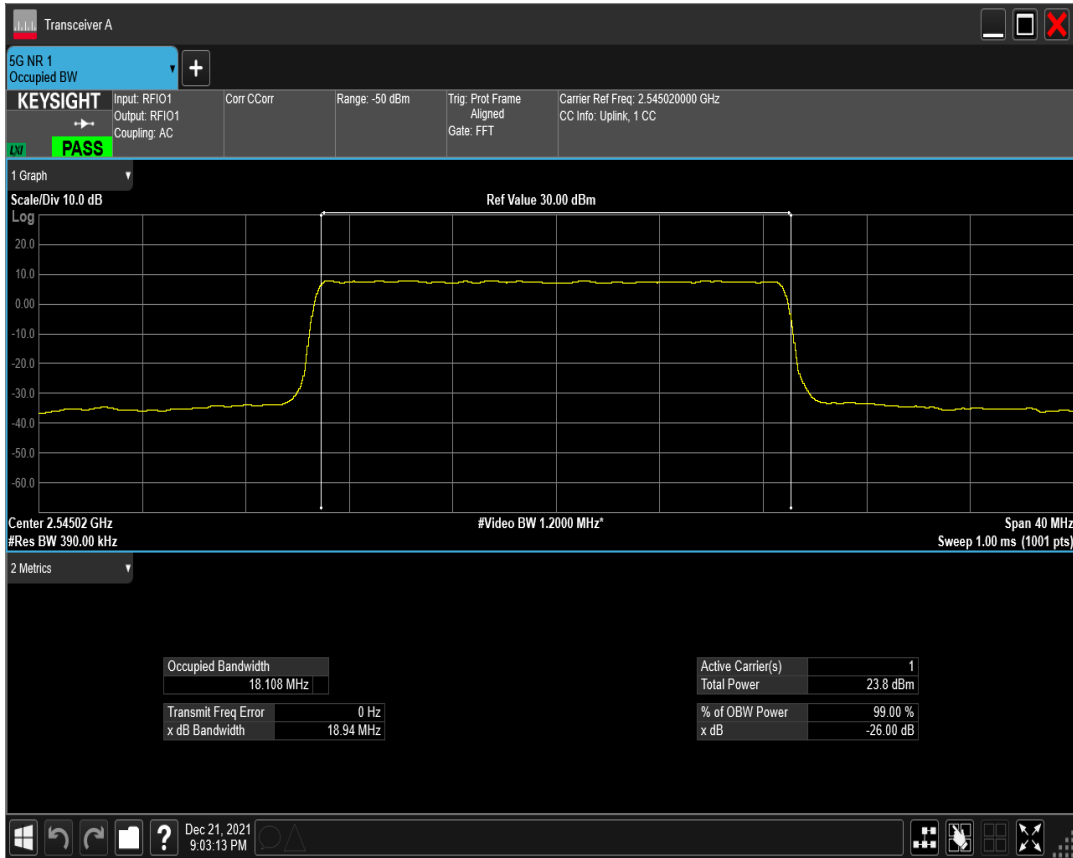 Transceiver A
5G NR 1
Occupied BW
+
KEYSIGHT
LXI
PASS
Input: RFIO1
Output: RFIO1
Coupling: AC
Corr CCorr
Range: -50 dBm
Trig: Prot Frame
Aligned
Gate: FFT
Carrier Ref Freq: 2.545020000 GHz
CC Info: Uplink, 1 CC
1 Graph
Scale/Div 10.0 dB
Ref Value 30.00 dBm
Log
20.0
10.0
0.00
-10.0
-20.0
-30.0
-40.0
-50.0
-60.0
Center 2.54502 GHz
#Video BW 1.2000 MHz*
Span 40 MHz
#Res BW 390.00 kHz
Sweep 1.00 ms (1001 pts)
2 Metrics
Occupied Bandwidth
18.108 MHz
Transmit Freq Error 0 Hz
x dB Bandwidth 18.94 MHz
Active Carrier(s) 1
Total Power 23.8 dBm
% of OBW Power 99.00 %
x dB -26.00 dB
?
Dec 21, 2021
9:03:13 PM